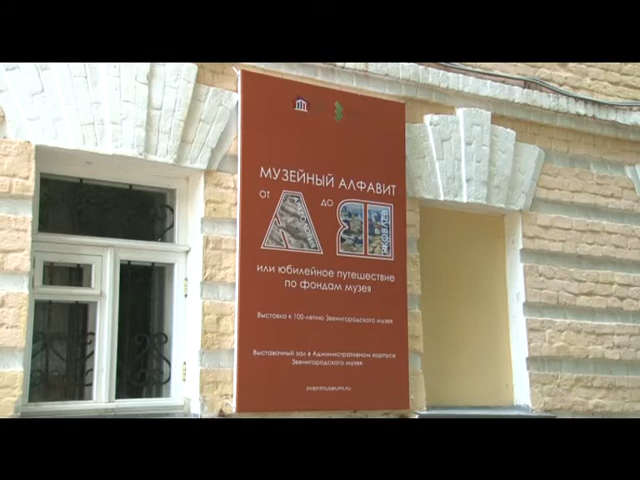 МУЗЕЙНЫЙ АЛФАВИТ
от А до Я
или юбилейное путешествие
по фондам музея
Выставка к 100-летию Звенигородского музея
Выставочный зал в Административном корпусе
Звенигородского музея
zvenmuseum.ru